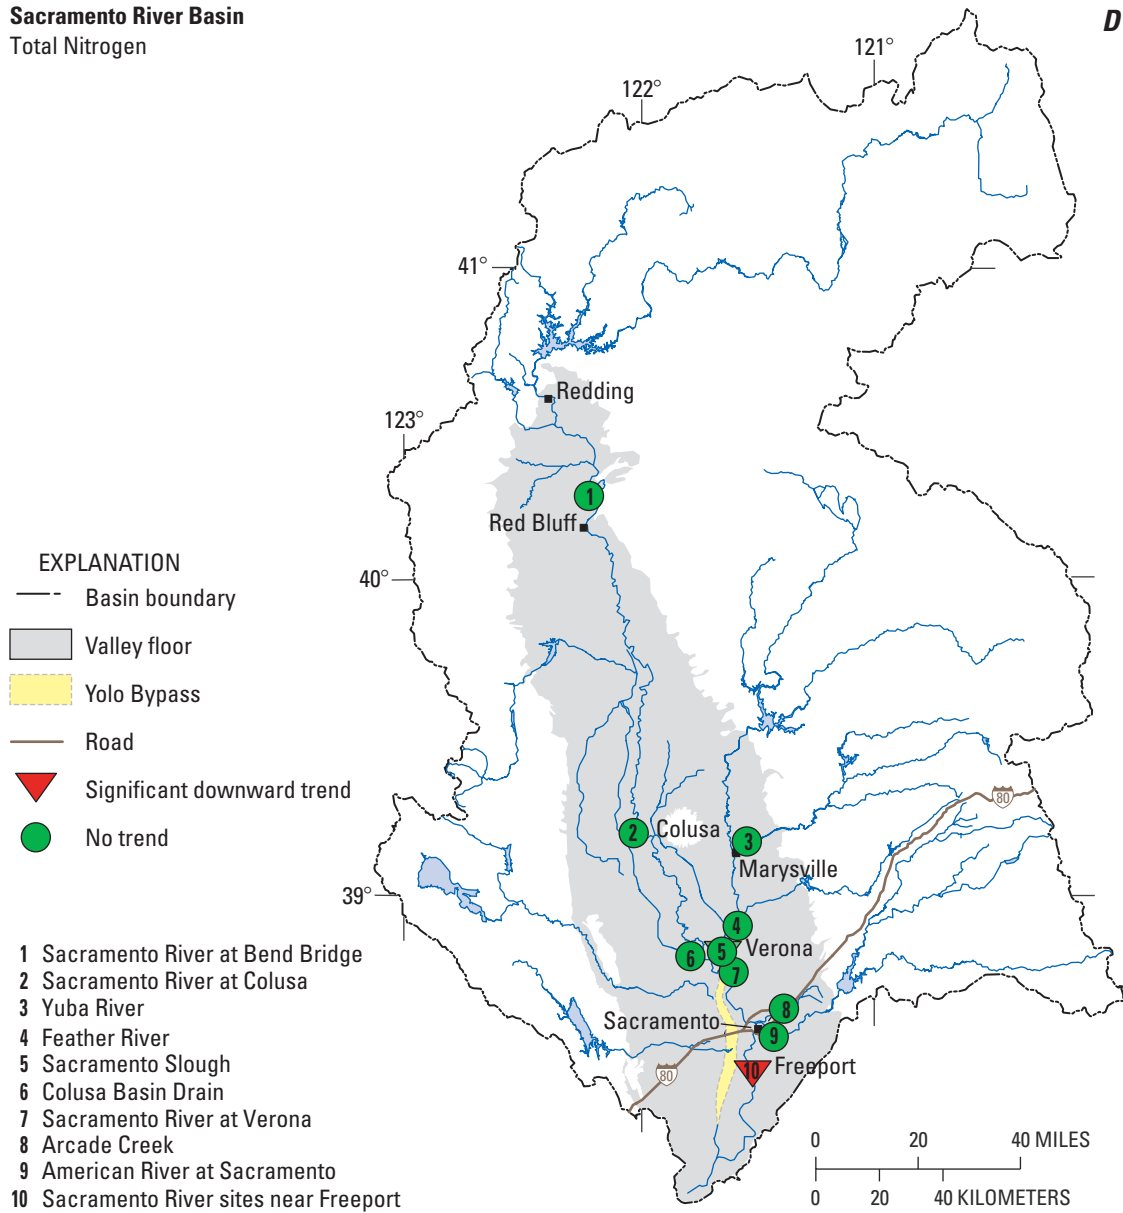 Sacramento River Basin
Total Nitrogen
D
121°
122°
41°
Redding
123°
1
Red Bluff
40°
EXPLANATION
Basin boundary
Valley floor
Yolo Bypass
Road
Significant downward trend
No trend
80
2
Colusa
3
Marysville
39°
4
5
Verona
6
7
8
Sacramento
9
10
Freeport
80
1 Sacramento River at Bend Bridge
2 Sacramento River at Colusa
3 Yuba River
4 Feather River
5 Sacramento Slough
6 Colusa Basin Drain
7 Sacramento River at Verona
8 Arcade Creek
9 American River at Sacramento
10 Sacramento River sites near Freeport
0 20 40 MILES
0 20 40 KILOMETERS